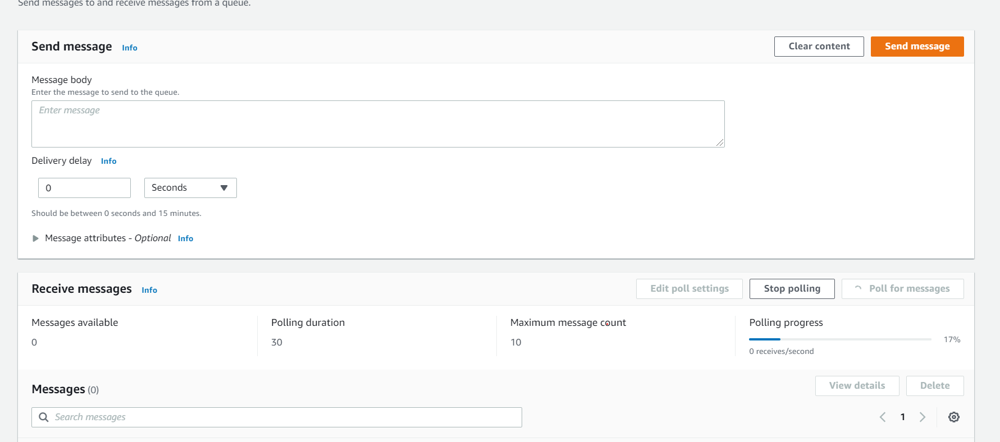 Send messages to and receive messages from a queue.
Send message Info
Clear content
Send message
Message body
Enter the message to send to the queue.
Enter message
Delivery delay Info
0
Seconds
Should be between 0 seconds and 15 minutes.
Message attributes - Optional Info
Receive messages Info
Edit poll settings
Stop polling
Poll for messages
Messages available
0
Polling duration
30
Maximum message count
10
Polling progress
17%
0 receives/second
Messages (0)
View details
Delete
Search messages
1